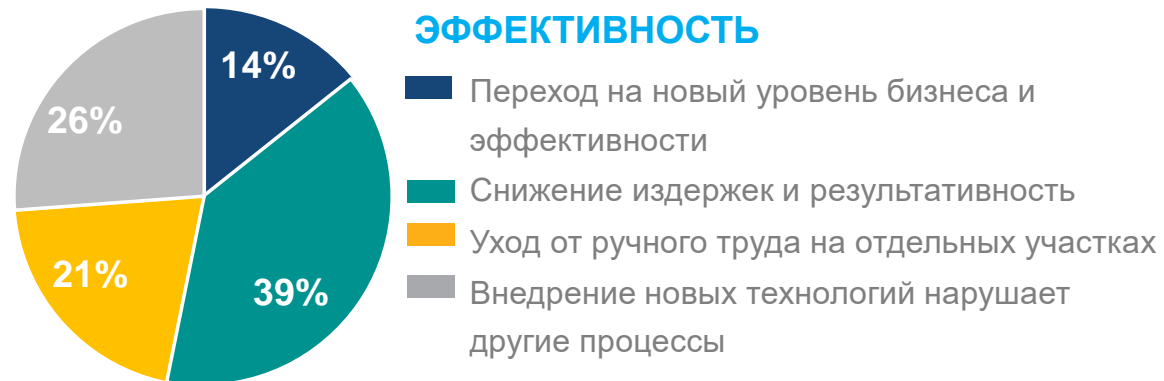 ЭФФЕКТИВНОСТЬ
14%
26%
21%
39%
Переход на новый уровень бизнеса и
эффективности
Снижение издержек и результативность
Уход от ручного труда на отдельных участках
Внедрение новых технологий нарушает
другие процессы